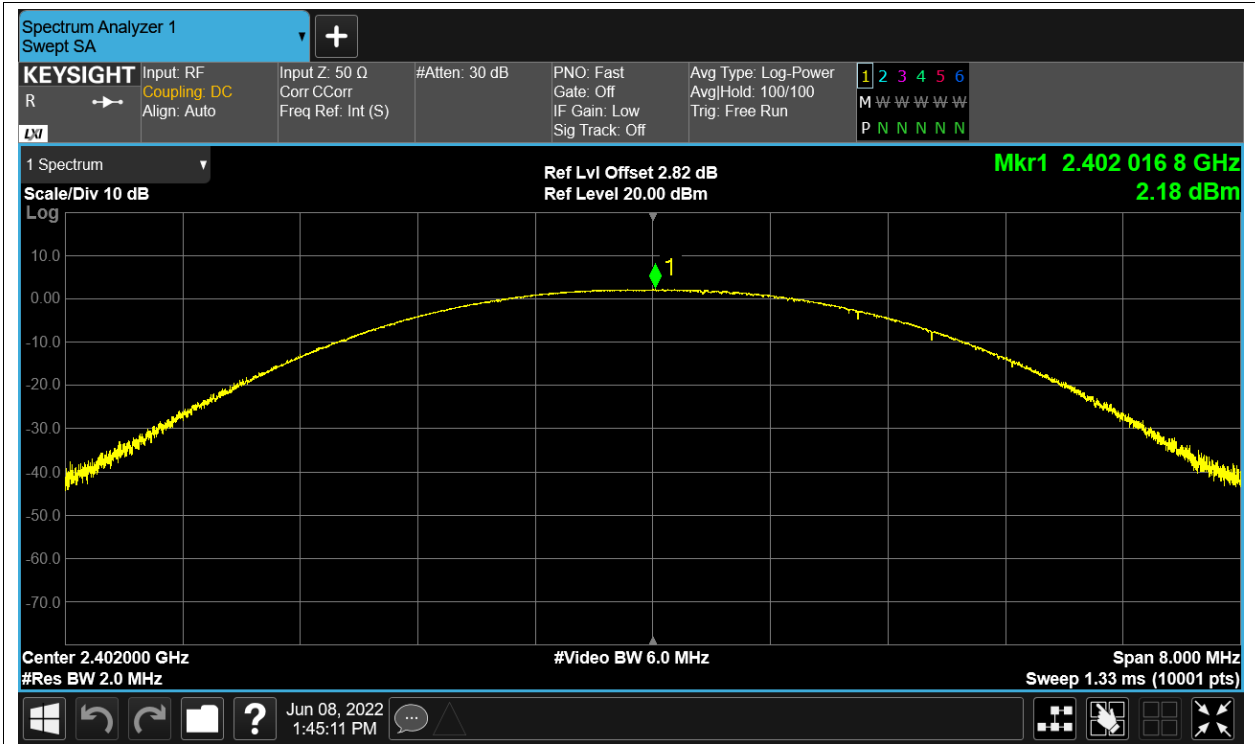 Spectrum Analyzer 1
Swept SA
KEYSIGHT
R
LXI
Input: RF
Coupling: DC
Align: Auto
Input Z: 50 Ω
Corr CCorr
Freq Ref: Int (S)
#Atten: 30 dB
PNO: Fast
Gate: Off
IF Gain: Low
Sig Track: Off
Avg Type: Log-Power
Avg|Hold: 100/100
Trig: Free Run
1 2 3 4 5 6
M W W W W W
P N N N N N
1 Spectrum
Scale/Div 10 dB
Log
Ref Lvl Offset 2.82 dB
Ref Level 20.00 dBm
Mkr1 2.402 016 8 GHz
2.18 dBm
1
10.0
0.00
-10.0
-20.0
-30.0
-40.0
-50.0
-60.0
-70.0
Center 2.402000 GHz
#Video BW 6.0 MHz
Span 8.000 MHz
#Res BW 2.0 MHz
Sweep 1.33 ms (10001 pts)
?
Jun 08, 2022
1:45:11 PM